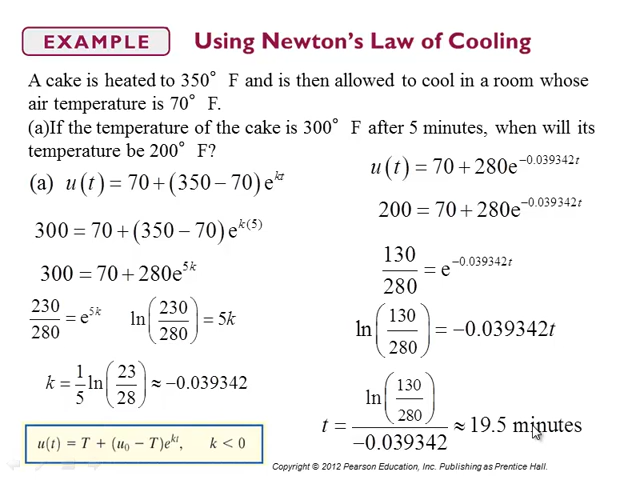 EXAMPLE Using Newton's Law of Cooling
A cake is heated to 350° F and is then allowed to cool in a room whose
air temperature is 70° F.
(a)If the temperature of the cake is 300° F after 5 minutes, when will its
temperature be 200° F?
(a) u(t) = 70 + (350 − 70)e^{kt}
300 = 70 + (350 − 70)e^{k(5)}
300 = 70 + 280e^{5k}
230/280 = e^{5k} ln(230/280) = 5k
k = 1/5 ln(23/28) ≈ −0.039342
u(t) = T + (u₀ − T)e^{kt}, k < 0
u(t) = 70 + 280e^{−0.039342t}
200 = 70 + 280e^{−0.039342t}
130/280 = e^{−0.039342t}
ln(130/280) = −0.039342t
t = ln(130/280)/−0.039342 ≈ 19.5 minutes
Copyright © 2012 Pearson Education, Inc. Publishing as Prentice Hall.